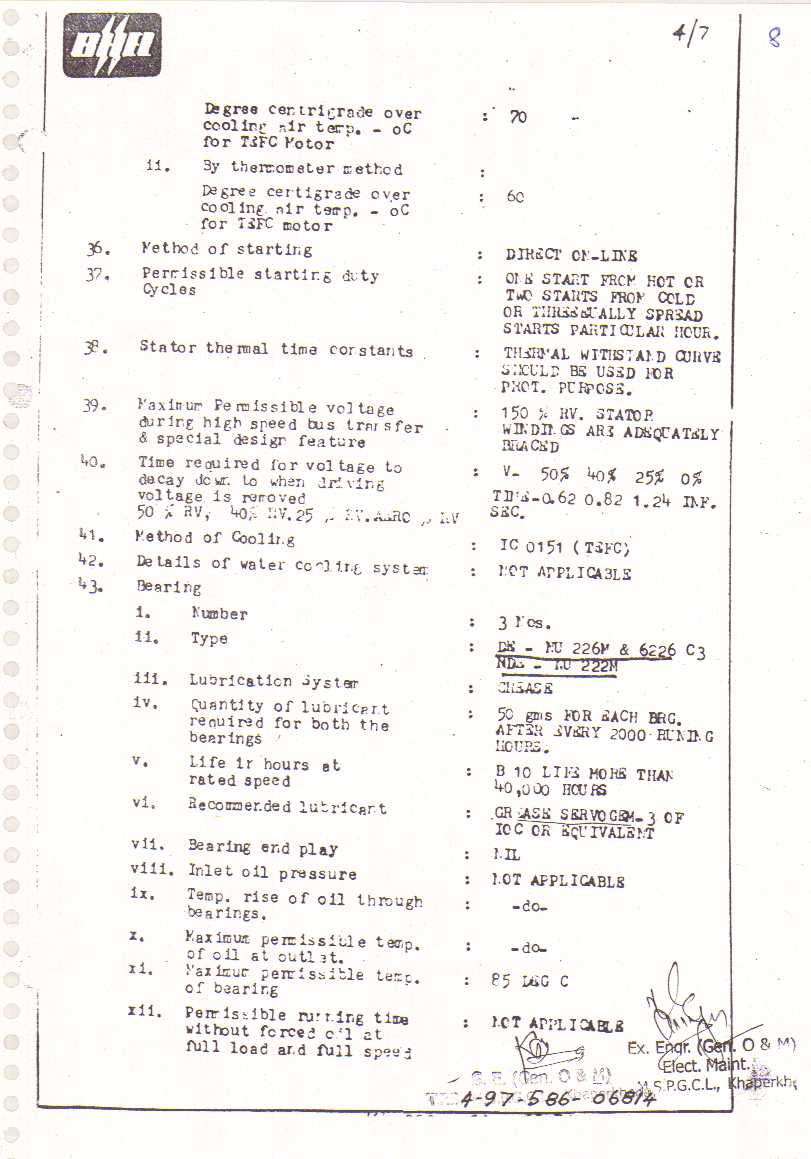 BHEL
4/7
8
Degree centrigrade over : 70 -
cooling air temp. - oC
for TSFC Motor
ii. By thermometer method :
Degree certigrade over : 60
cooling air temp. - oC
for TSFC motor
36. Method of starting : DIRECT ON-LINE
37. Permissible starting duty : ONE START FROM HOT OR
Cycles TWO STARTS FROM COLD
OR THREE EQUALLY SPREAD
STARTS PARTICULAR HOUR.
38. Stator thermal time constants : THERMAL WITHSTAND CURVE
SHOULD BE USED FOR
PROT. PURPOSE.
39. Maximum Permissible voltage : 150 % RV. STATOR
during high speed bus transfer WINDINGS ARE ADEQUATELY
& special design feature BRACED
40. Time required for voltage to : V- 50% 40% 25% 0%
decay down to when driving
voltage is removed TIME-0.62 0.82 1.24 INF.
50 % RV, 40% RV.25 RV SEC.
41. Method of Cooling : IC 0151 (TSFC)
42. Details of water cooling system : NOT APPLICABLE
43. Bearing
i. Number : 3 Nos.
ii. Type : DE - NU 226M & 6226 C3
NDE - NU 222M
iii. Lubrication System : GREASE
iv. Quantity of lubricant : 50 gms FOR EACH BRG.
required for both the AFTER EVERY 2000 RUNING
bearings HOURS.
v. Life in hours at : B 10 LIFE MORE THAN
rated speed 40,000 HOURS
vi. Recommended lubricant : GREASE SERVOGEM-3 OF
IOC OR EQUIVALENT
vii. Bearing end play : NIL
viii. Inlet oil pressure : NOT APPLICABLE
ix. Temp. rise of oil through : -do-
bearings.
x. Maximum permissible temp. : -do-
of oil at outlet.
xi. Maximum permissible temp. : 85 DEG C
of bearing
xii. Permissible running time : NOT APPLICABLE
without forced oil at
full load and full speed
Ex. Engr. (Gen. O & M)
Elect. Maint.
M.S.P.G.C.L., Khaperkh
S. E. (Gen. O & M)
4-97-586-06814